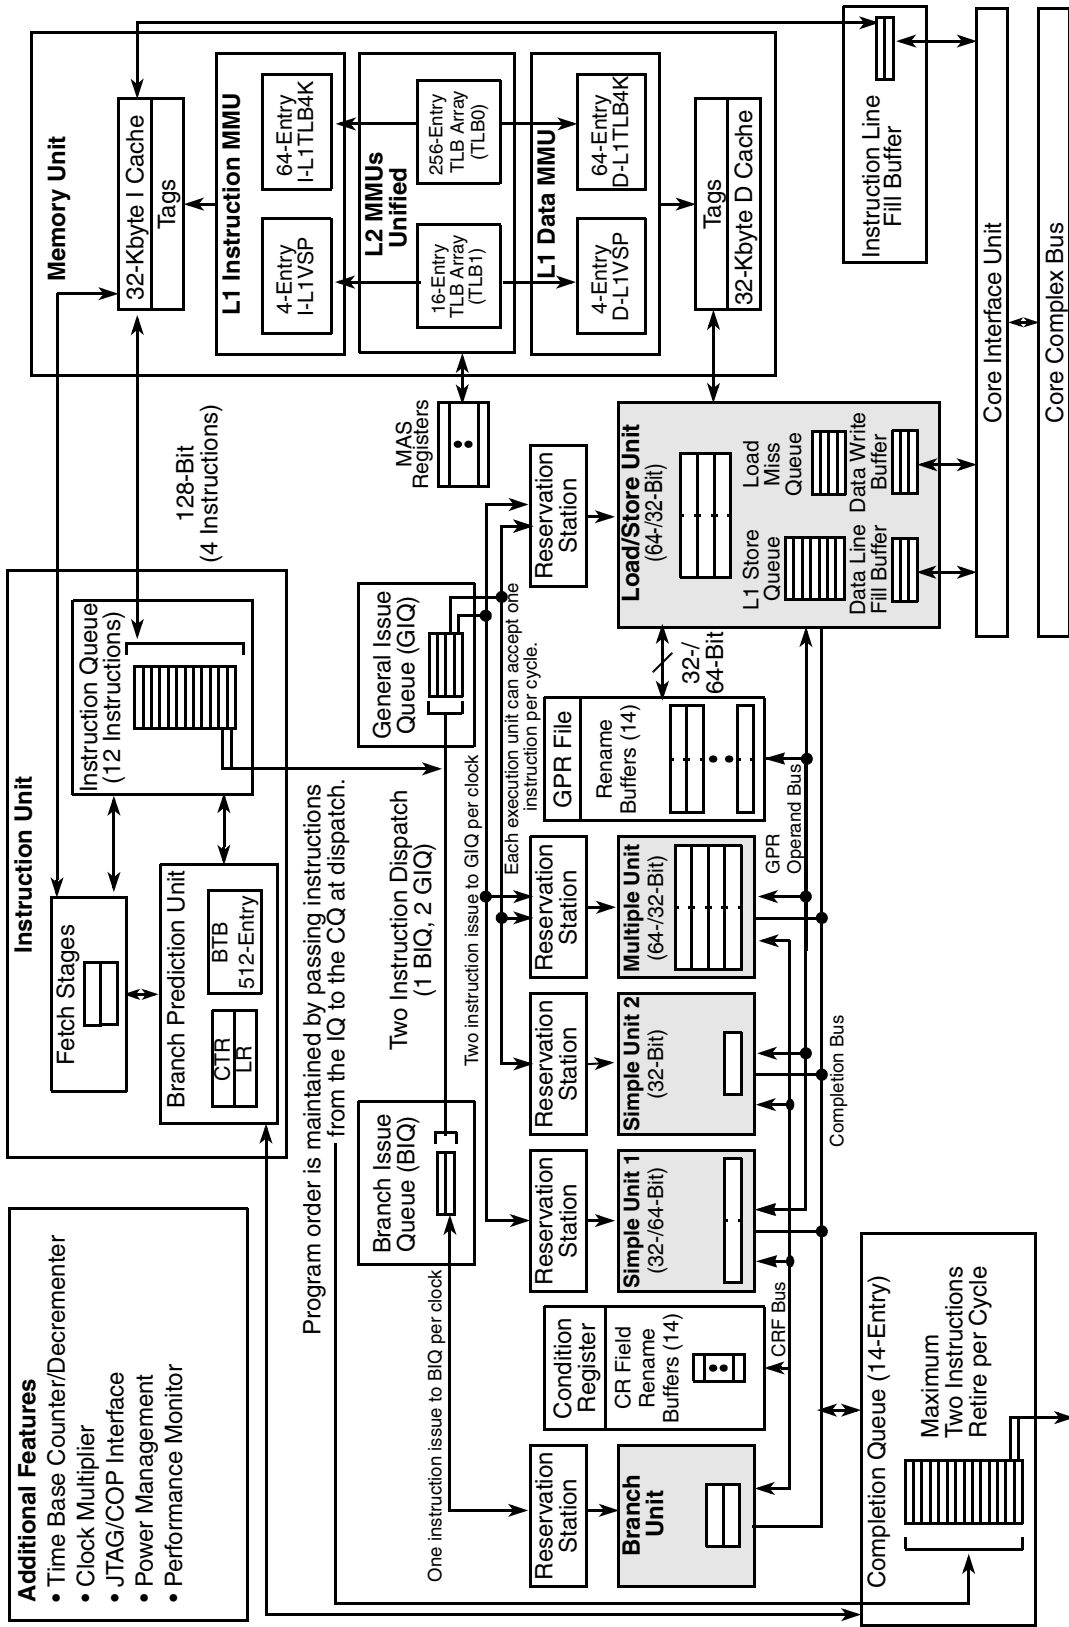 Additional Features
• Time Base Counter/Decrementer
• Clock Multiplier
• JTAG/COP Interface
• Power Management
• Performance Monitor
Instruction Unit
Fetch Stages
Branch Prediction Unit
CTR
LR
BTB
512-Entry
Instruction Queue
(12 Instructions)
128-Bit
(4 Instructions)
Memory Unit
32-Kbyte I Cache
Tags
L1 Instruction MMU
4-Entry
I-L1VSP
64-Entry
I-L1TLB4K
L2 MMUs
Unified
16-Entry
TLB Array
(TLB1)
256-Entry
TLB Array
(TLB0)
L1 Data MMU
4-Entry
D-L1VSP
64-Entry
D-L1TLB4K
Tags
32-Kbyte D Cache
MAS
Registers
Program order is maintained by passing instructions
from the IQ to the CQ at dispatch.
Branch Issue
Queue (BIQ)
Two Instruction Dispatch
(1 BIQ, 2 GIQ)
General Issue
Queue (GIQ)
One instruction issue to BIQ per clock
Two instruction issue to GIQ per clock
Each execution unit can accept one
instruction per cycle.
Reservation
Station
Branch
Unit
Condition
Register
CR Field
Rename
Buffers (14)
CRF Bus
Reservation
Station
Simple Unit 1
(32-/64-Bit)
Reservation
Station
Simple Unit 2
(32-Bit)
Reservation
Station
Multiple Unit
(64-/32-Bit)
GPR File
Rename
Buffers (14)
GPR
Operand Bus
32-/
64-Bit
Reservation
Station
Load/Store Unit
(64-/32-Bit)
L1 Store
Queue
Load
Miss
Queue
Data Line
Fill Buffer
Data Write
Buffer
Completion Bus
Instruction Line
Fill Buffer
Completion Queue (14-Entry)
Maximum
Two Instructions
Retire per Cycle
Core Interface Unit
Core Complex Bus